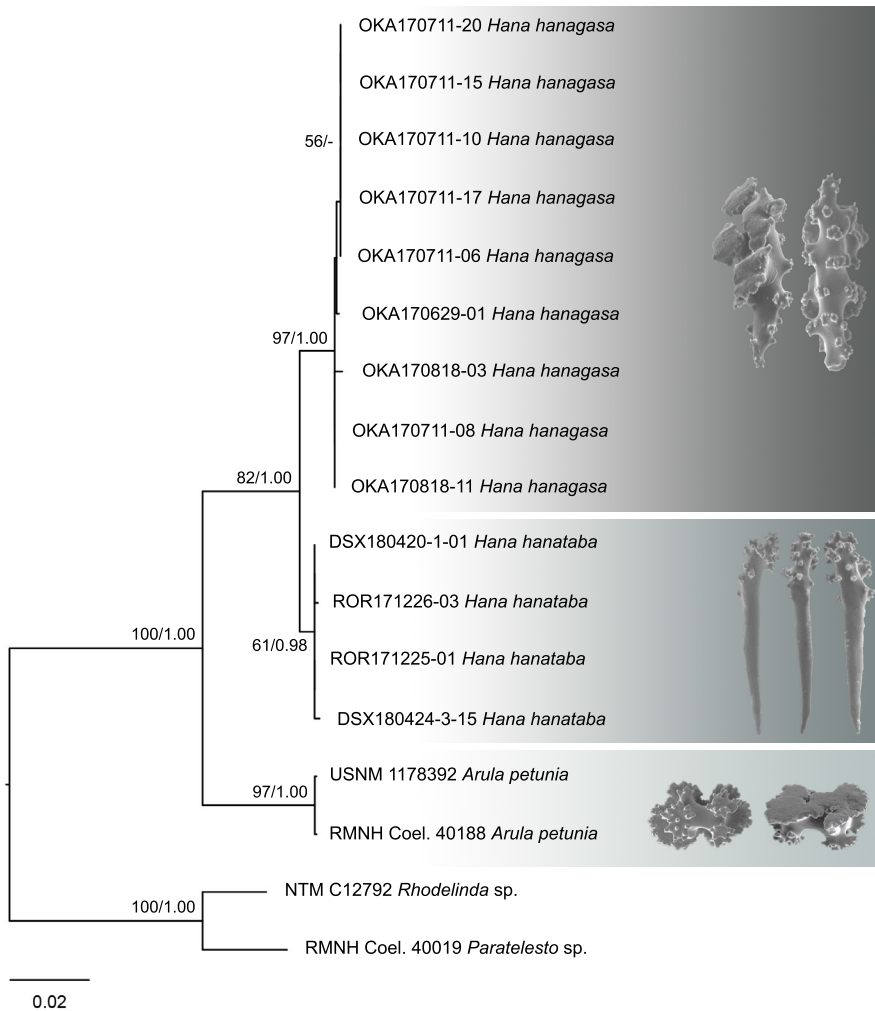 OKA170711-20 Hana hanagasa
OKA170711-15 Hana hanagasa
56/-
OKA170711-10 Hana hanagasa
OKA170711-17 Hana hanagasa
OKA170711-06 Hana hanagasa
OKA170629-01 Hana hanagasa
97/1.00
OKA170818-03 Hana hanagasa
OKA170711-08 Hana hanagasa
82/1.00
OKA170818-11 Hana hanagasa
DSX180420-1-01 Hana hanataba
ROR171226-03 Hana hanataba
100/1.00
61/0.98
ROR171225-01 Hana hanataba
DSX180424-3-15 Hana hanataba
USNM 1178392 Arula petunia
97/1.00
RMNH Coel. 40188 Arula petunia
NTM C12792 Rhodelinda sp.
100/1.00
RMNH Coel. 40019 Paratelesto sp.
0.02